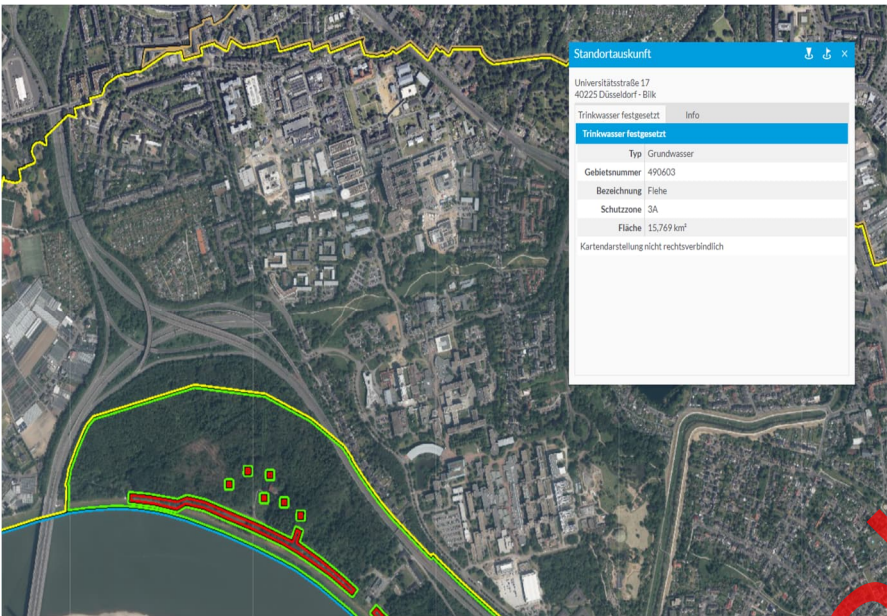 Standortauskunft
Universitätsstraße 17
40225 Düsseldorf - Bilk
Trinkwasser festgesetzt Info
Trinkwasser festgesetzt
Typ Grundwasser
Gebietsnummer 490603
Bezeichnung Flehe
Schutzzone 3A
Fläche 15,769 km²
Kartendarstellung nicht rechtsverbindlich